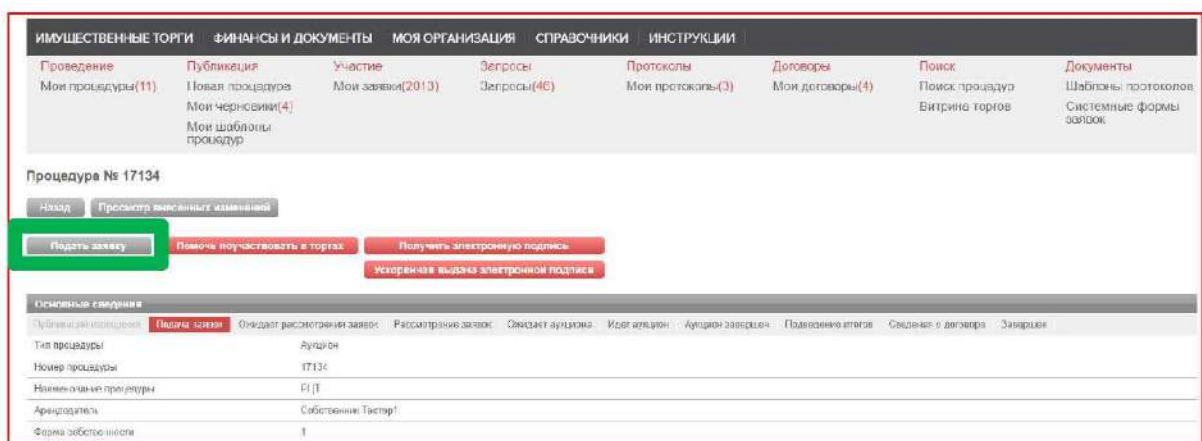 ИМУЩЕСТВЕННЫЕ ТОРГИ ФИНАНСЫ И ДОКУМЕНТЫ МОЯ ОРГАНИЗАЦИЯ СПРАВОЧНИКИ ИНСТРУКЦИИ
Проведение Публикация Участие Запросы Протоколы Договоры Поиск Документы
Мои процедуры(11) Новая процедура Мои заявки(2013) Запросы(46) Мои протоколы(3) Мои договоры(4) Поиск процедур Шаблоны протоколов
Мои черновики(4) Витрина торгов Системные формы заявок
Мои шаблоны процедур
Процедура № 17134
Назад Просмотр внесенных изменений
Подать заявку Помочь поучаствовать в торгах Получить электронную подпись
Ускоренная выдача электронной подписи
Основные сведения
Публикация извещения Подача заявок Ожидает рассмотрения заявок Рассмотрение заявок Ожидает аукциона Идет аукцион Аукцион завершен Подведение итогов Сведения о договоре Завершен
Тип процедуры Аукцион
Номер процедуры 17134
Наименование процедуры
Арендодатель Собственник Тестер1
Форма собственности 1